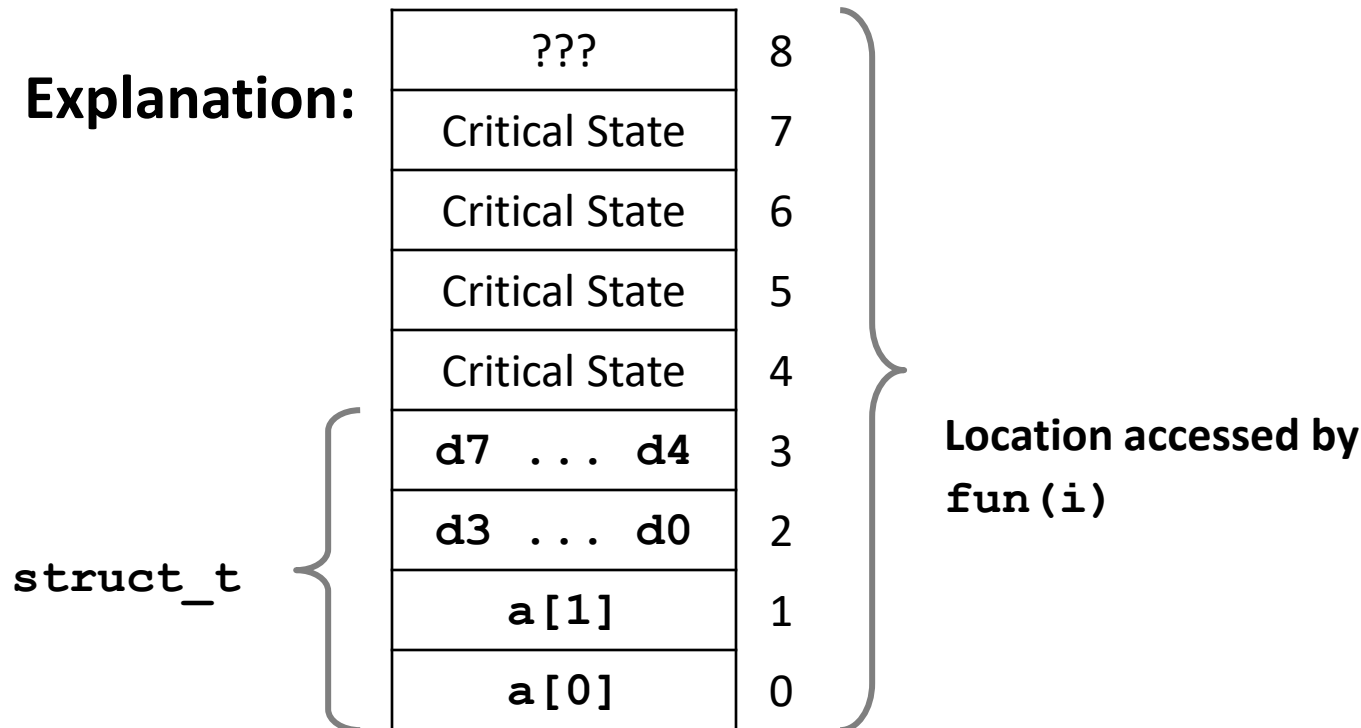 ??? 8
Explanation:
Critical State 7
Critical State 6
Critical State 5
Critical State 4
d7 ... d4 3
Location accessed by
fun(i)
d3 ... d0 2
struct_t
a[1] 1
a[0] 0